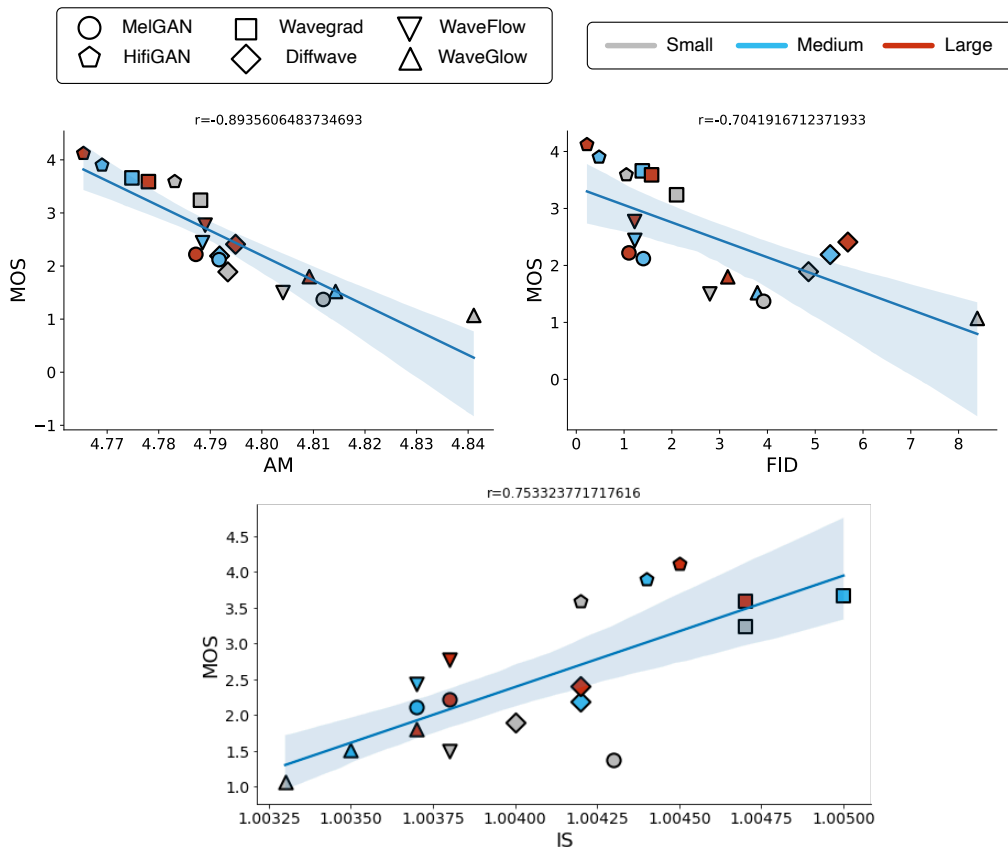 MelGAN Wavegrad WaveFlow
HifiGAN Diffwave WaveGlow
Small Medium Large
r=-0.8935606483734693
MOS
4
3
2
1
0
−1
4.77 4.78 4.79 4.80 4.81 4.82 4.83 4.84
AM
r=-0.7041916712371933
MOS
4
3
2
1
0
0 1 2 3 4 5 6 7 8
FID
r=0.753323771717616
MOS
4.5
4.0
3.5
3.0
2.5
2.0
1.5
1.0
1.00325 1.00350 1.00375 1.00400 1.00425 1.00450 1.00475 1.00500
IS